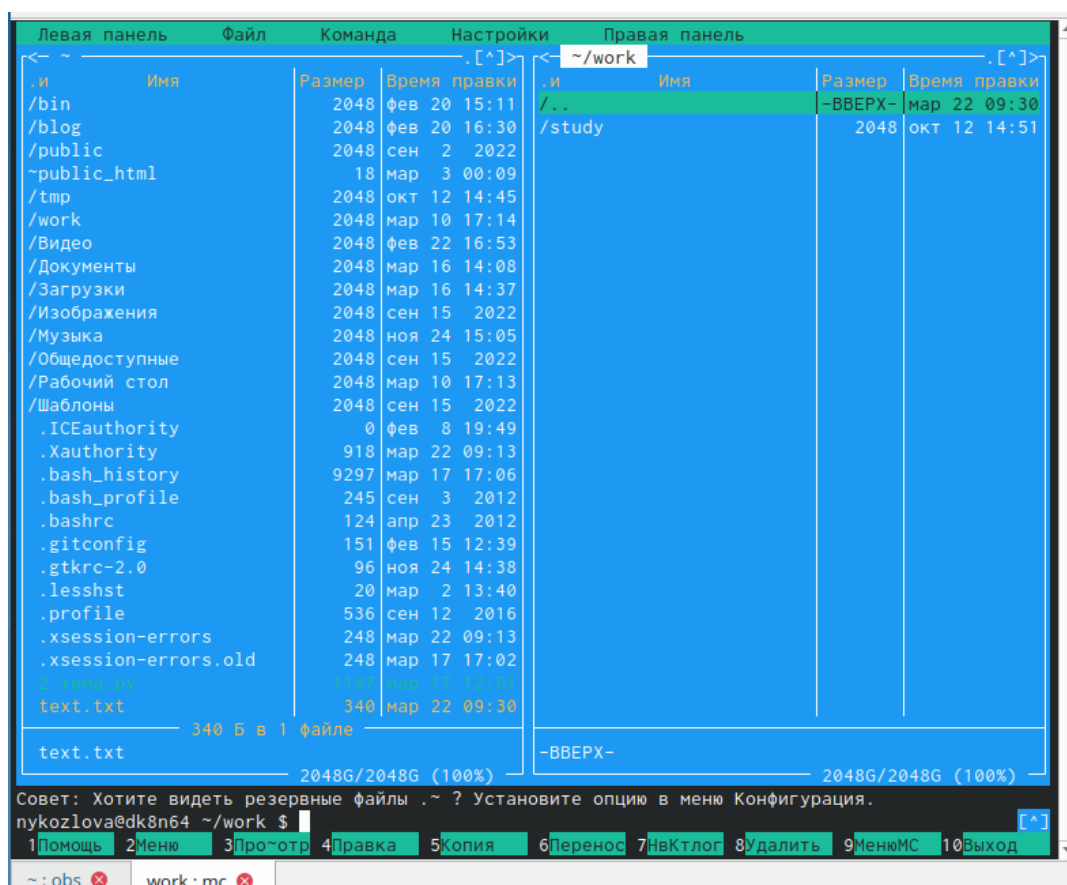 Левая панель Файл Команда Настройки Правая панель
<— ~ .[^]> <— ~/work .[^]>
.и Имя Размер Время правки .и Имя Размер Время правки
/bin 2048 фев 20 15:11 /.. -ВВЕРХ- мар 22 09:30
/blog 2048 фев 20 16:30 /study 2048 окт 12 14:51
/public 2048 сен 2 2022
~public_html 18 мар 3 00:09
/tmp 2048 окт 12 14:45
/work 2048 мар 10 17:14
/Видео 2048 фев 22 16:53
/Документы 2048 мар 16 14:08
/Загрузки 2048 мар 16 14:37
/Изображения 2048 сен 15 2022
/Музыка 2048 ноя 24 15:05
/Общедоступные 2048 сен 15 2022
/Рабочий стол 2048 мар 10 17:13
/Шаблоны 2048 сен 15 2022
.ICEauthority 0 фев 8 19:49
.Xauthority 918 мар 22 09:13
.bash_history 9297 мар 17 17:06
.bash_profile 245 сен 3 2012
.bashrc 124 апр 23 2012
.gitconfig 151 фев 15 12:39
.gtkrc-2.0 96 ноя 24 14:38
.lesshst 20 мар 2 13:40
.profile 536 сен 12 2016
.xsession-errors 248 мар 22 09:13
.xsession-errors.old 248 мар 17 17:02
2 тема.py 1197 мар 17 12:51
text.txt 340 мар 22 09:30
340 Б в 1 файле
text.txt -ВВЕРХ-
2048G/2048G (100%) 2048G/2048G (100%)
Совет: Хотите видеть резервные файлы .~ ? Установите опцию в меню Конфигурация.
nykozlova@dk8n64 ~/work $ [^]
1Помощь 2Меню 3Про~отр 4Правка 5Копия 6Перенос 7НвКтлог 8Удалить 9МенюМС 10Выход
~ : obs work : mc